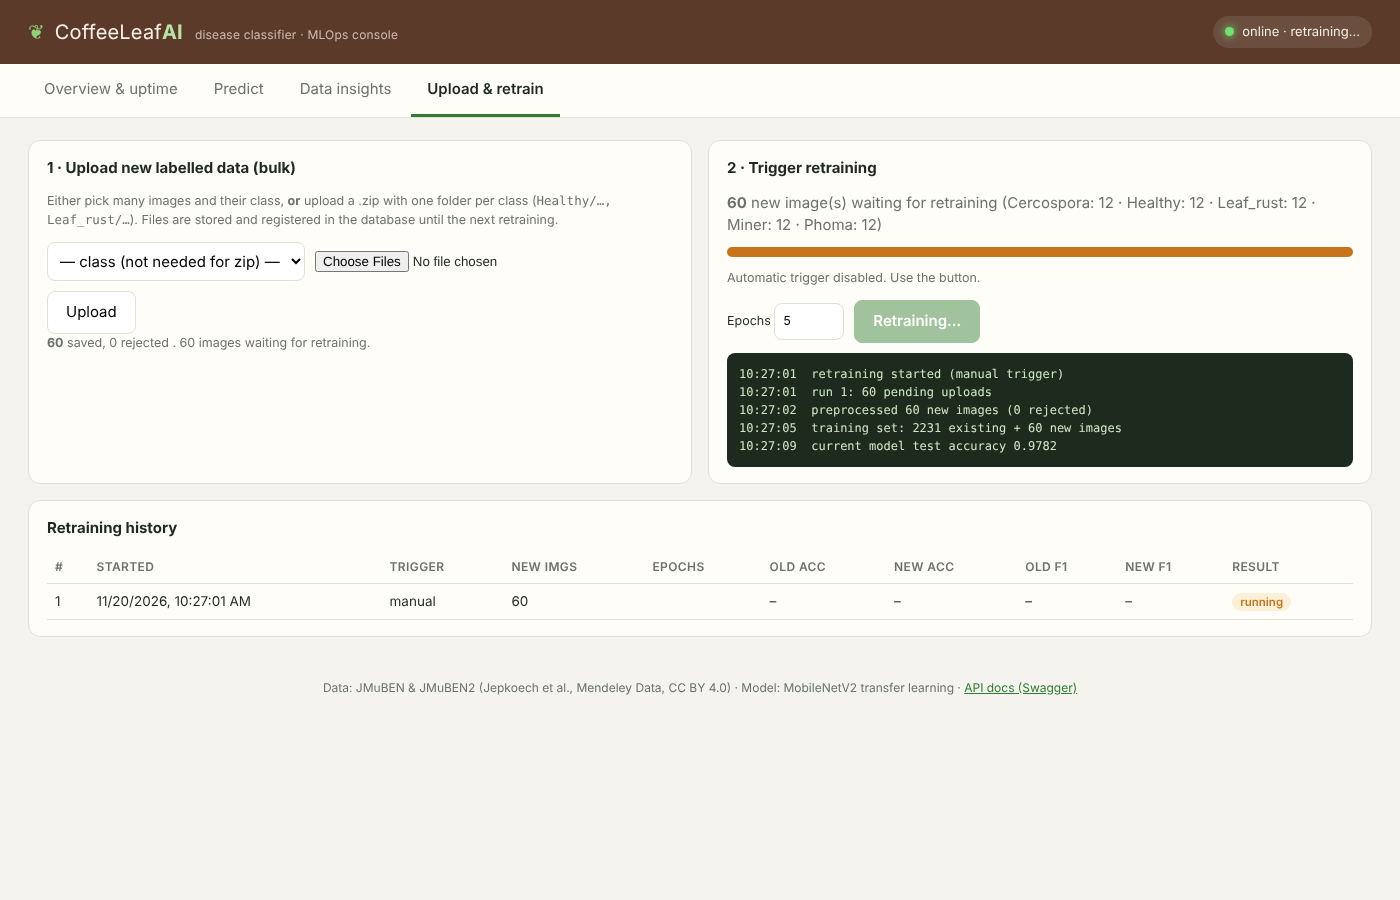 CoffeeLeafAI disease classifier · MLOps console
online · retraining...
Overview & uptime Predict Data insights Upload & retrain
1 · Upload new labelled data (bulk)
Either pick many images and their class, or upload a .zip with one folder per class (Healthy/…,
Leaf_rust/…). Files are stored and registered in the database until the next retraining.
— class (not needed for zip) — Choose Files No file chosen
Upload
60 saved, 0 rejected . 60 images waiting for retraining.
2 · Trigger retraining
60 new image(s) waiting for retraining (Cercospora: 12 · Healthy: 12 · Leaf_rust: 12 ·
Miner: 12 · Phoma: 12)
Automatic trigger disabled. Use the button.
Epochs 5 Retraining...
10:27:01 retraining started (manual trigger)
10:27:01 run 1: 60 pending uploads
10:27:02 preprocessed 60 new images (0 rejected)
10:27:05 training set: 2231 existing + 60 new images
10:27:09 current model test accuracy 0.9782
Retraining history
# STARTED TRIGGER NEW IMGS EPOCHS OLD ACC NEW ACC OLD F1 NEW F1 RESULT
1 11/20/2026, 10:27:01 AM manual 60 – – – – running
Data: JMuBEN & JMuBEN2 (Jepkoech et al., Mendeley Data, CC BY 4.0) · Model: MobileNetV2 transfer learning · API docs (Swagger)